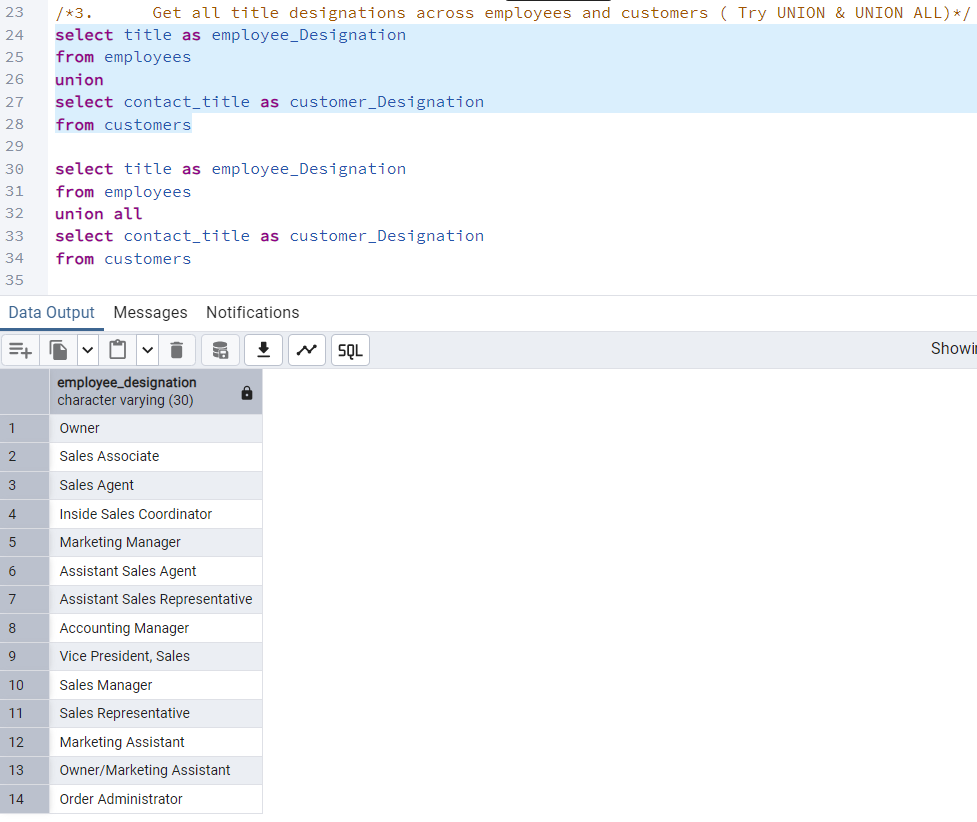 23 /*3. Get all title designations across employees and customers ( Try UNION & UNION ALL)*/
24 select title as employee_Designation
25 from employees
26 union
27 select contact_title as customer_Designation
28 from customers
29
30 select title as employee_Designation
31 from employees
32 union all
33 select contact_title as customer_Designation
34 from customers
35
Data Output Messages Notifications
SQL Showin
employee_designation
character varying (30)
1 Owner
2 Sales Associate
3 Sales Agent
4 Inside Sales Coordinator
5 Marketing Manager
6 Assistant Sales Agent
7 Assistant Sales Representative
8 Accounting Manager
9 Vice President, Sales
10 Sales Manager
11 Sales Representative
12 Marketing Assistant
13 Owner/Marketing Assistant
14 Order Administrator